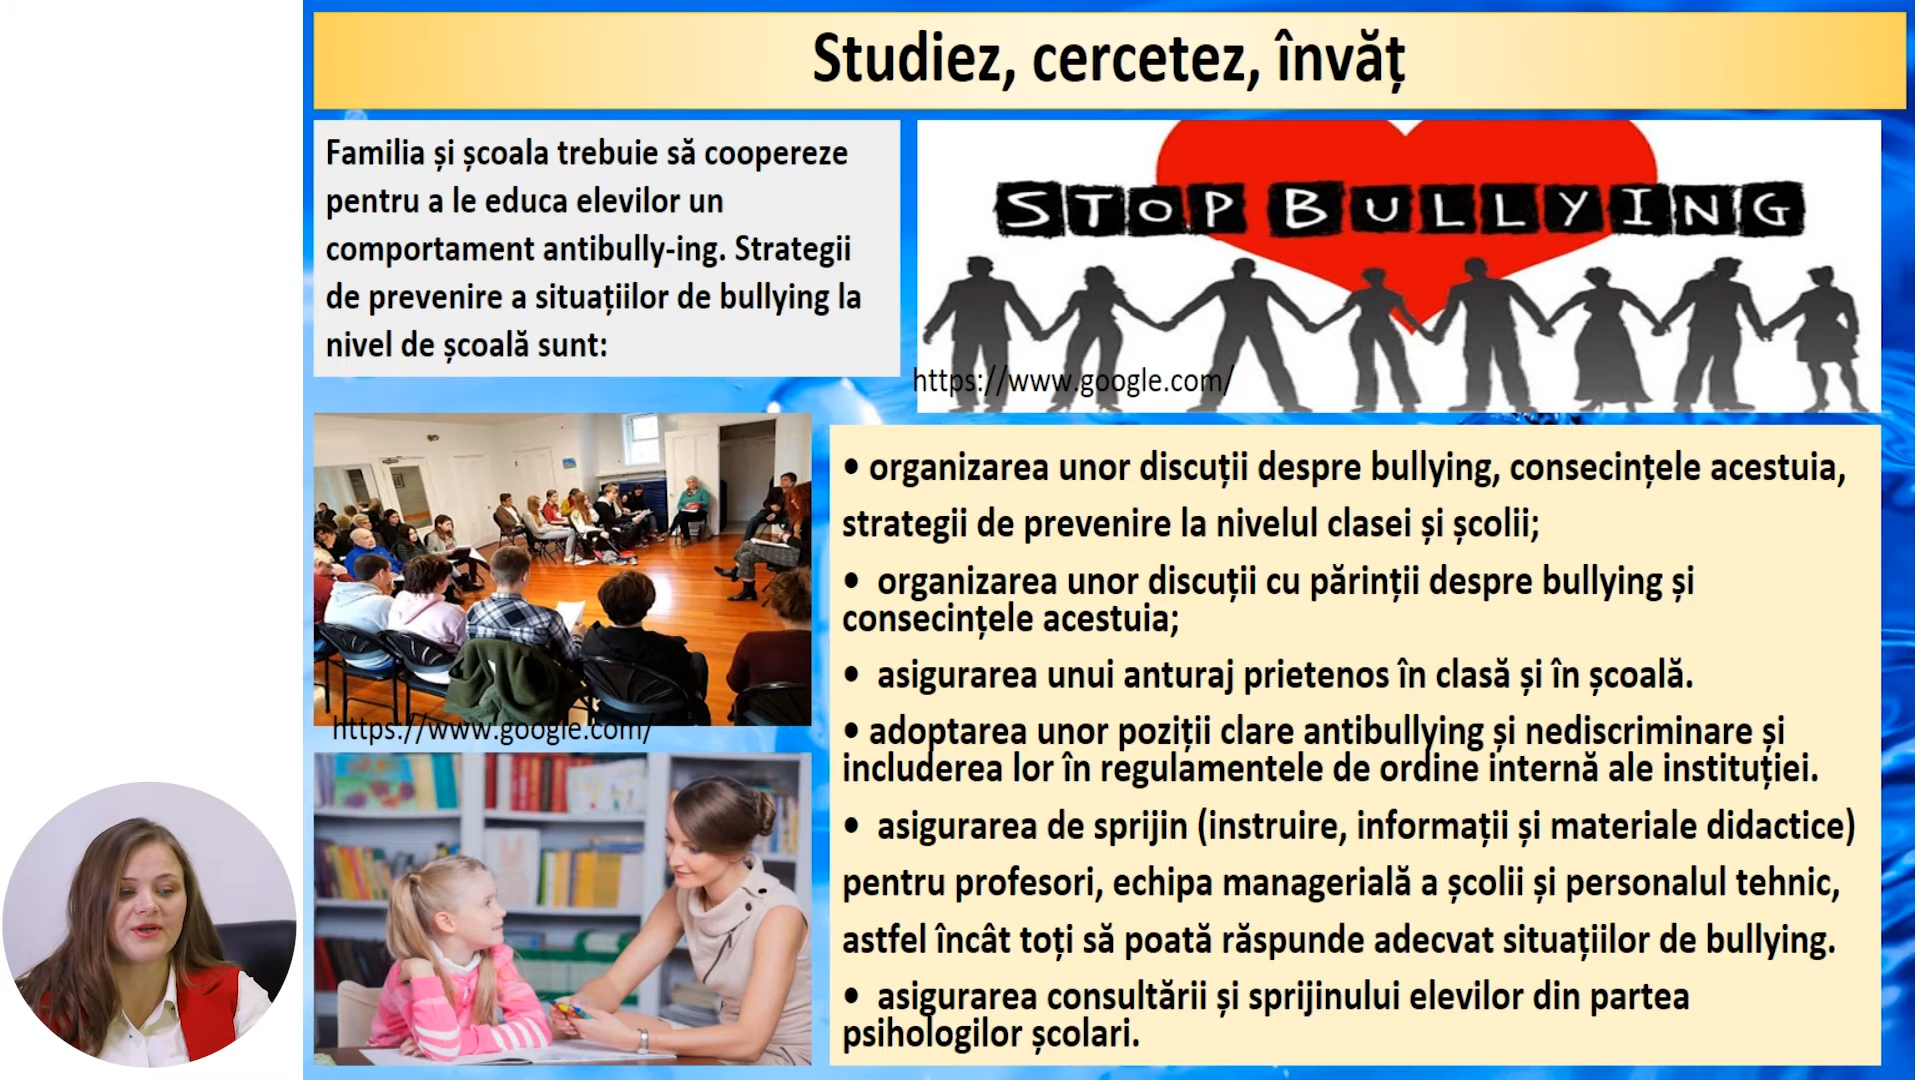 Studiez, cercetez, învăț
Familia și școala trebuie să coopereze
pentru a le educa elevilor un
comportament antibully-ing. Strategii
de prevenire a situațiilor de bullying la
nivel de școală sunt:
STOP BULLYING
https://www.google.com/
https://www.google.com/
• organizarea unor discuții despre bullying, consecințele acestuia,
strategii de prevenire la nivelul clasei și școlii;
• organizarea unor discuții cu părinții despre bullying și
consecințele acestuia;
• asigurarea unui anturaj prietenos în clasă și în școală.
• adoptarea unor poziții clare antibullying și nediscriminare și
includerea lor în regulamentele de ordine internă ale instituției.
• asigurarea de sprijin (instruire, informații și materiale didactice)
pentru profesori, echipa managerială a școlii și personalul tehnic,
astfel încât toți să poată răspunde adecvat situațiilor de bullying.
• asigurarea consultării și sprijinului elevilor din partea
psihologilor școlari.